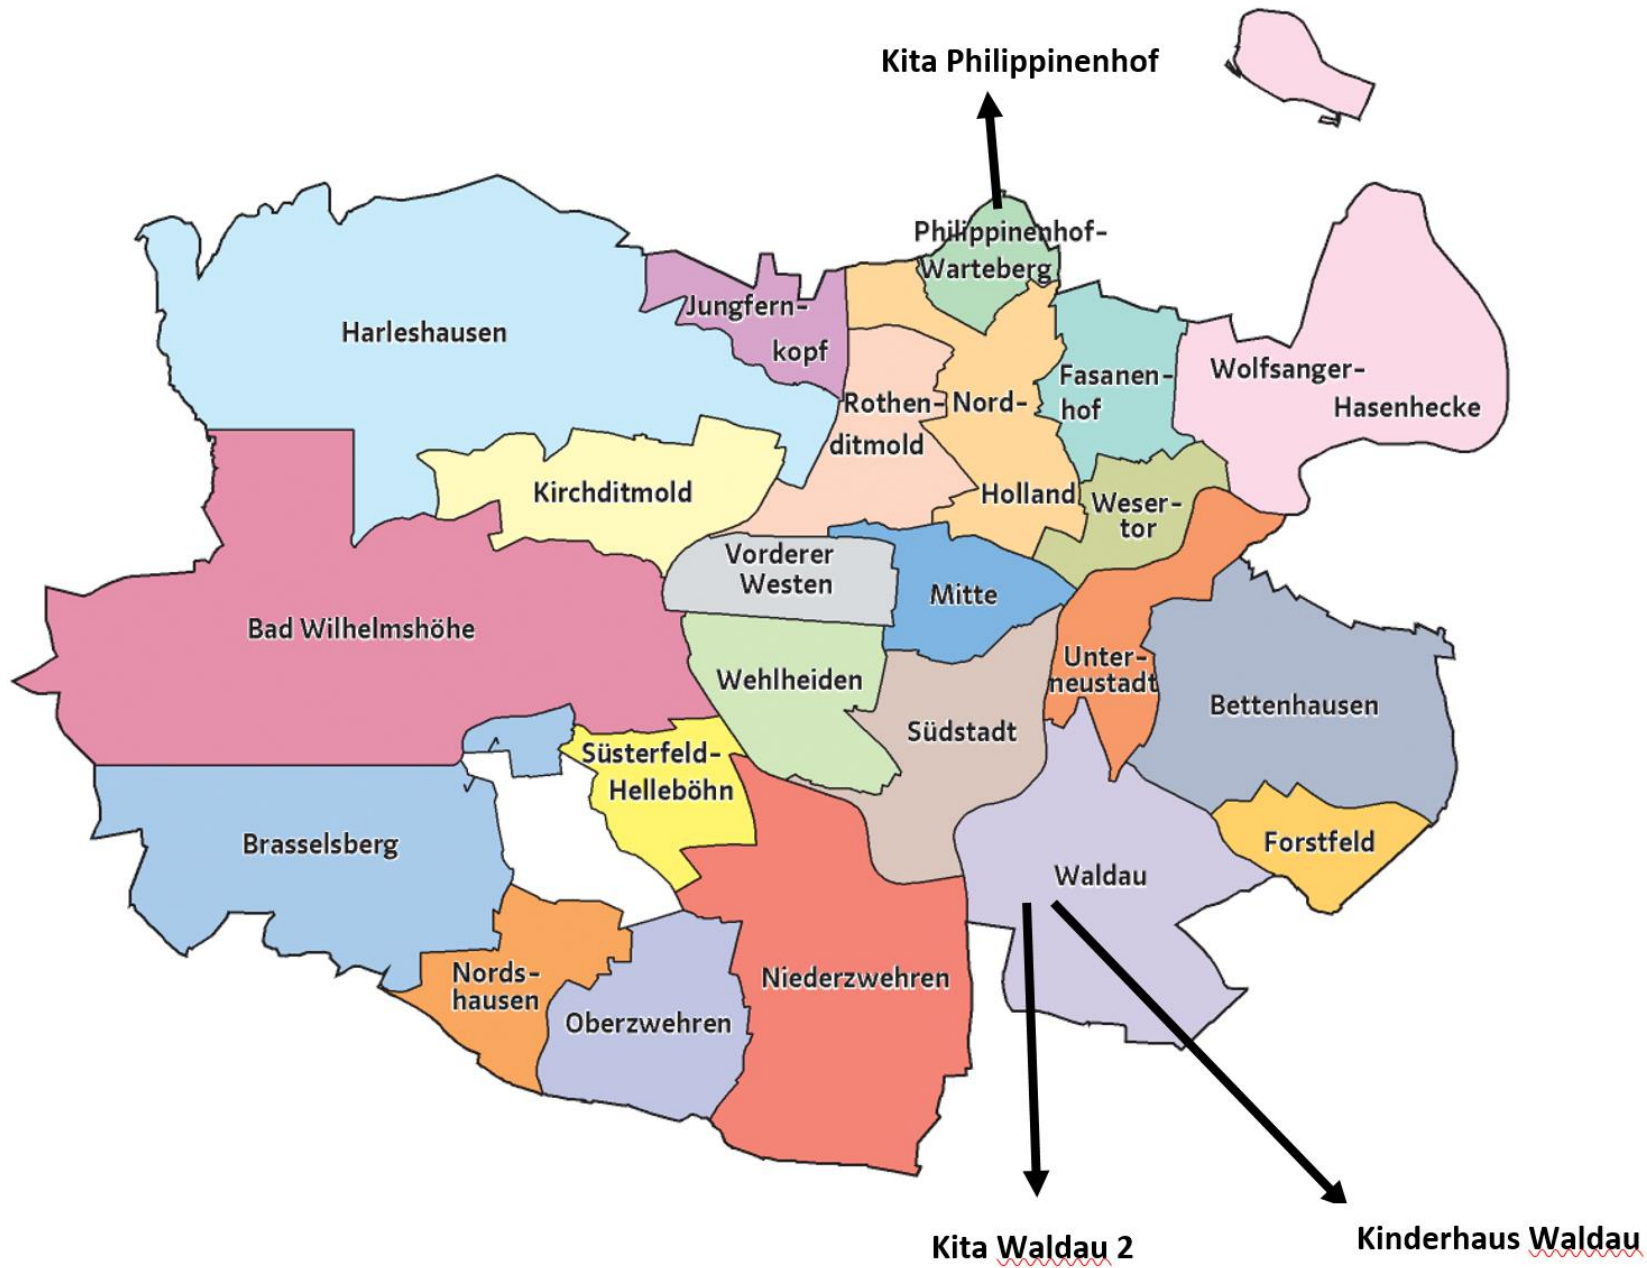 Kita Philippinenhof
Philippinenhof-
Warteberg
Jungfern-
kopf
Harleshausen
Fasanen-
hof
Wolfsanger-
Hasenhecke
Rothen-
ditmold
Nord-
Holland
Kirchditmold
Weser-
tor
Vorderer
Westen
Mitte
Bad Wilhelmshöhe
Wehlheiden
Unter-
neustadt
Bettenhausen
Südstadt
Süsterfeld-
Helleböhn
Brasselsberg
Forstfeld
Waldau
Nords-
hausen
Oberzwehren
Niederzwehren
Kita Waldau 2
Kinderhaus Waldau